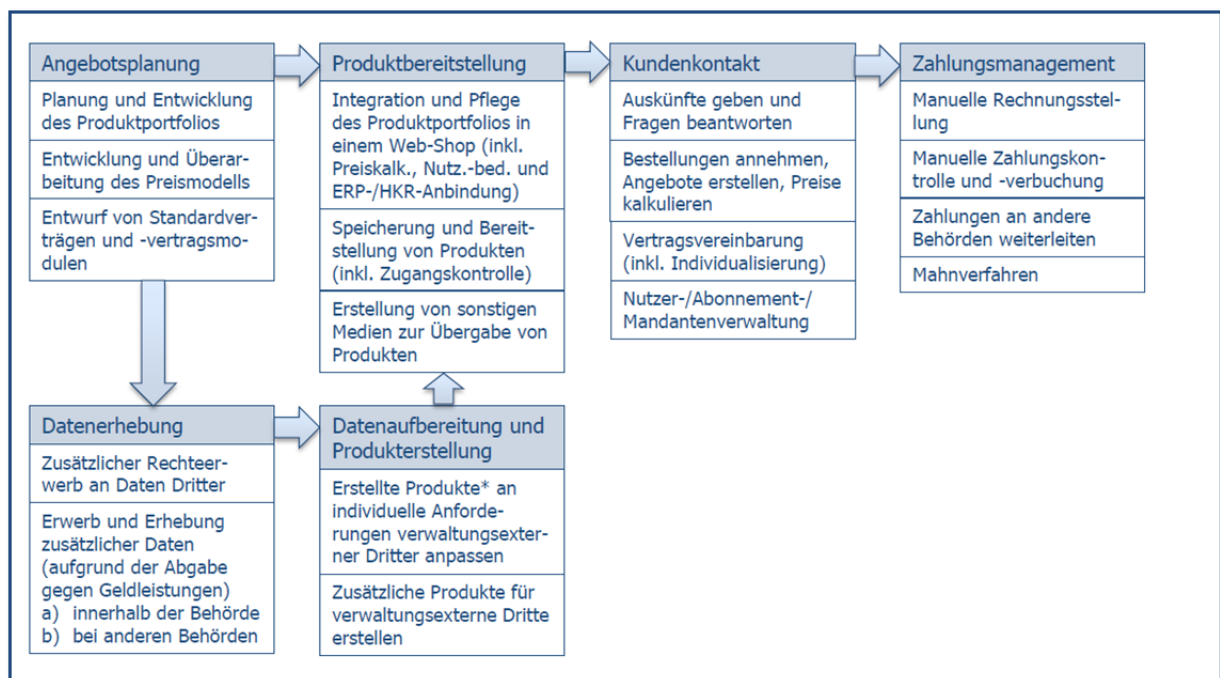 Angebotsplanung
Planung und Entwicklung
des Produktportfolios
Entwicklung und Überar-
beitung des Preismodells
Entwurf von Standardver-
trägen und -vertragsmo-
dulen
Produktbereitstellung
Integration und Pflege
des Produktportfolios in
einem Web-Shop (inkl.
Preiskalk., Nutz.-bed. und
ERP-/HKR-Anbindung)
Speicherung und Bereit-
stellung von Produkten
(inkl. Zugangskontrolle)
Erstellung von sonstigen
Medien zur Übergabe von
Produkten
Kundenkontakt
Auskünfte geben und
Fragen beantworten
Bestellungen annehmen,
Angebote erstellen, Preise
kalkulieren
Vertragsvereinbarung
(inkl. Individualisierung)
Nutzer-/Abonnement-/
Mandantenverwaltung
Zahlungsmanagement
Manuelle Rechnungsstel-
lung
Manuelle Zahlungskon-
trolle und -verbuchung
Zahlungen an andere
Behörden weiterleiten
Mahnverfahren
Datenerhebung
Zusätzlicher Rechteer-
werb an Daten Dritter
Erwerb und Erhebung
zusätzlicher Daten
(aufgrund der Abgabe
gegen Geldleistungen)
a) innerhalb der Behörde
b) bei anderen Behörden
Datenaufbereitung und
Produkterstellung
Erstellte Produkte* an
individuelle Anforde-
rungen verwaltungsexter-
ner Dritter anpassen
Zusätzliche Produkte für
verwaltungsexterne Dritte
erstellen